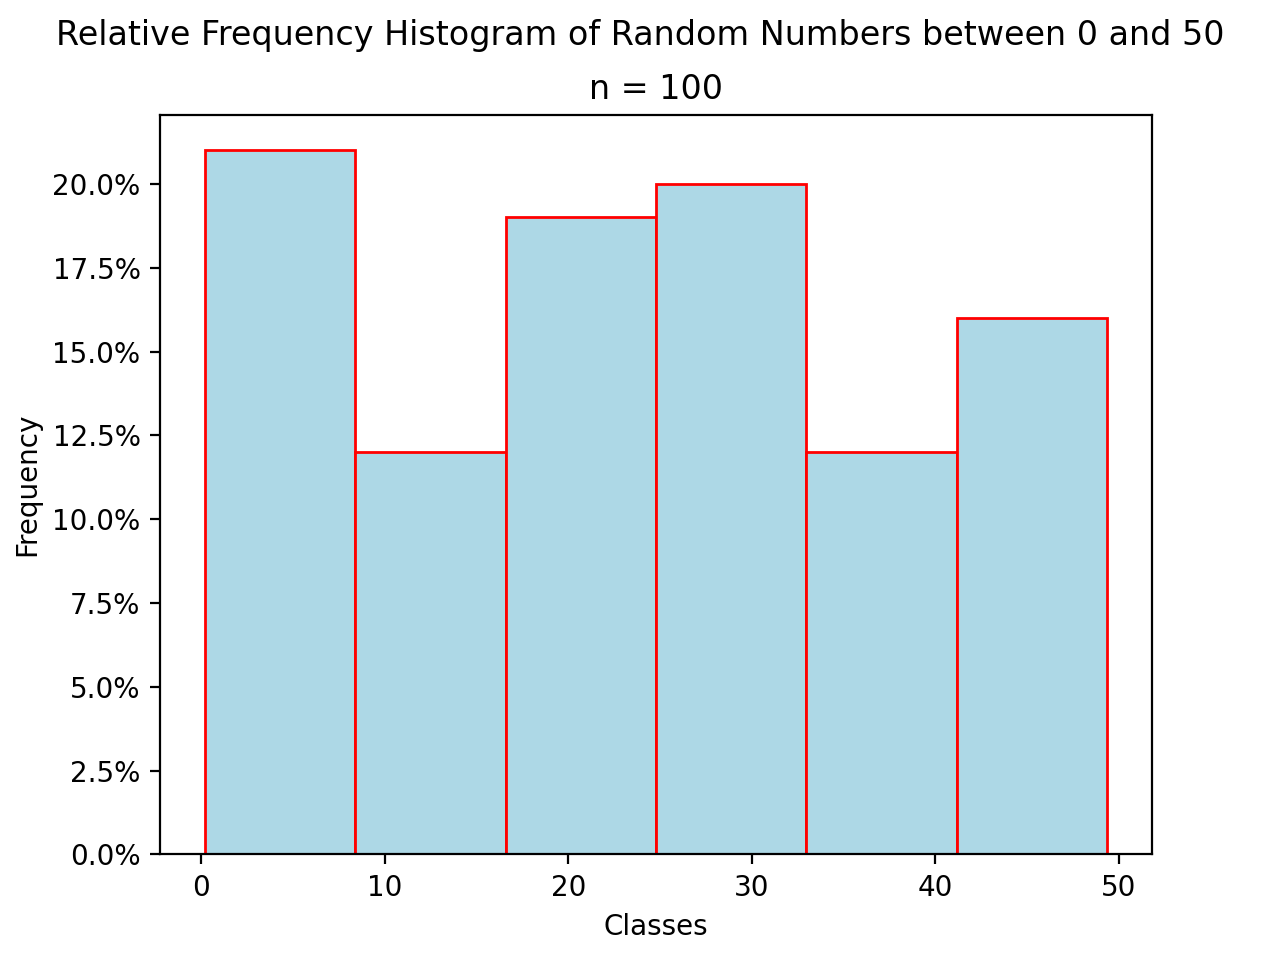 Relative Frequency Histogram of Random Numbers between 0 and 50
n = 100
20.0%
17.5%
15.0%
12.5%
10.0%
7.5%
5.0%
2.5%
0.0%
Frequency
0 10 20 30 40 50
Classes